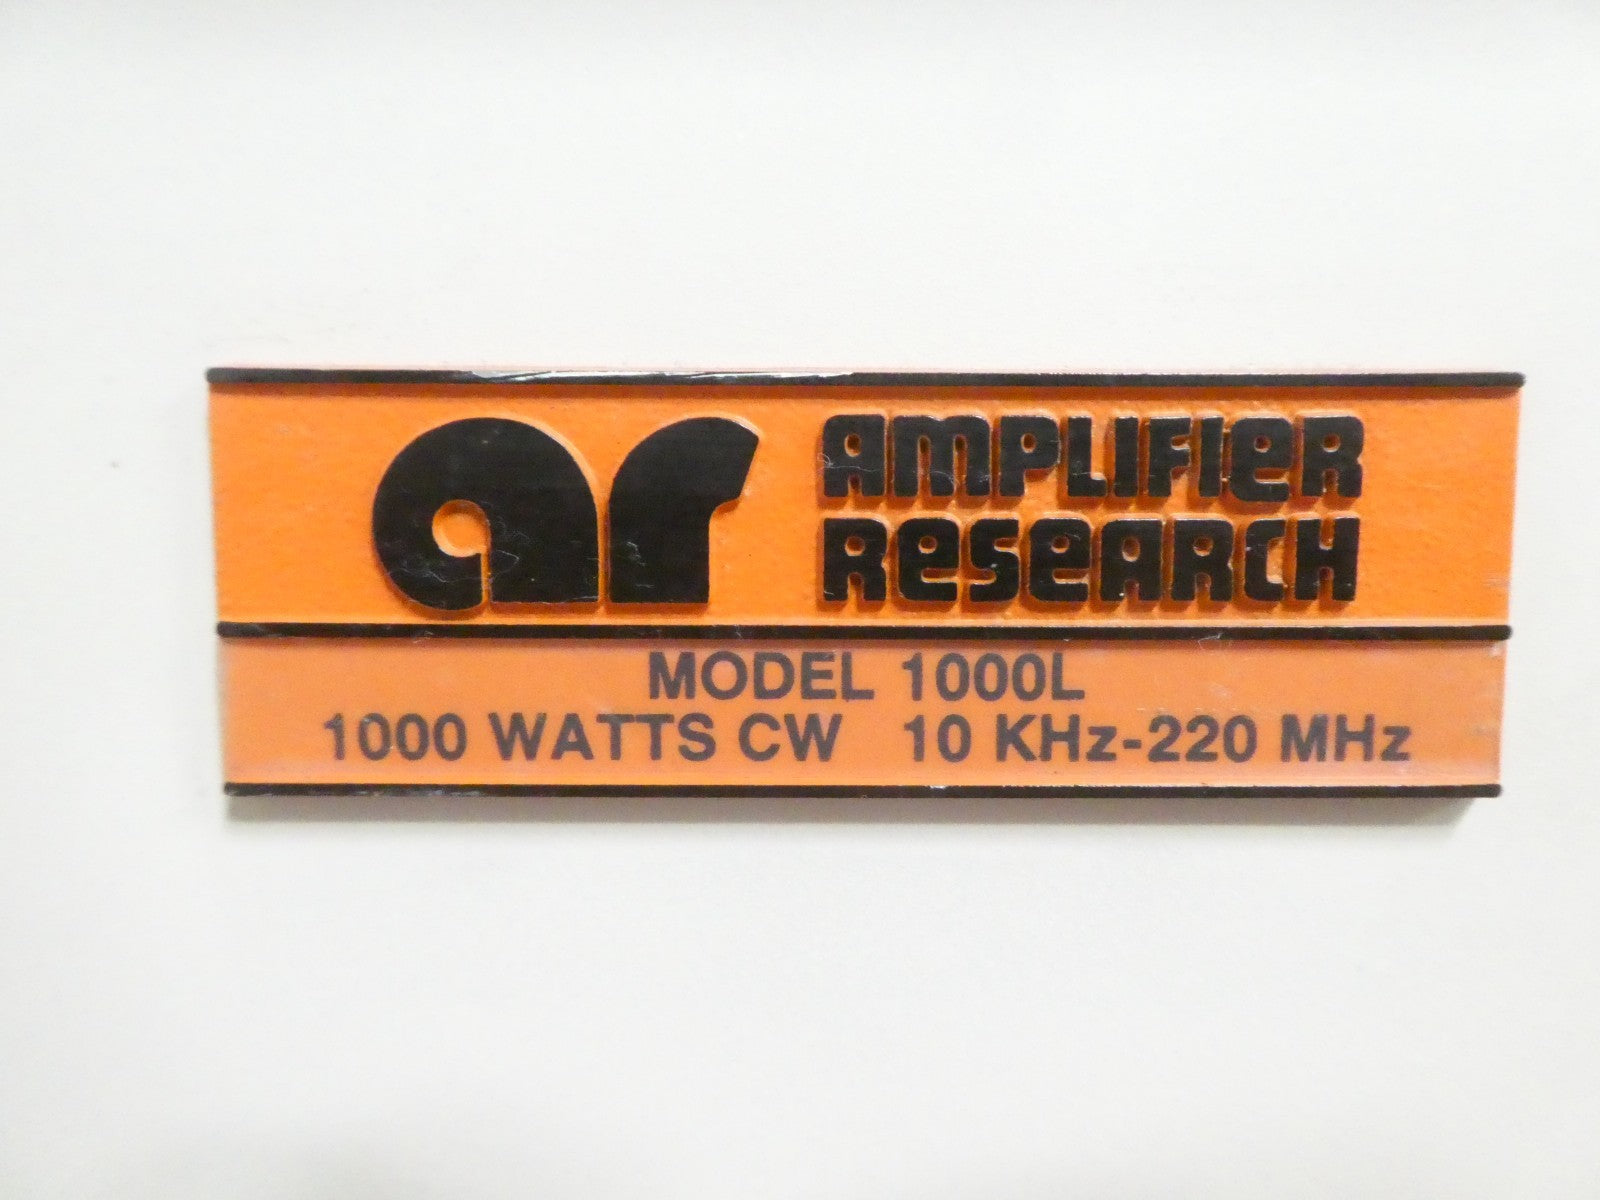 ar
AMPLIFIER
RESEARCH
MODEL 1000L
1000 WATTS CW 10 KHz-220 MHz